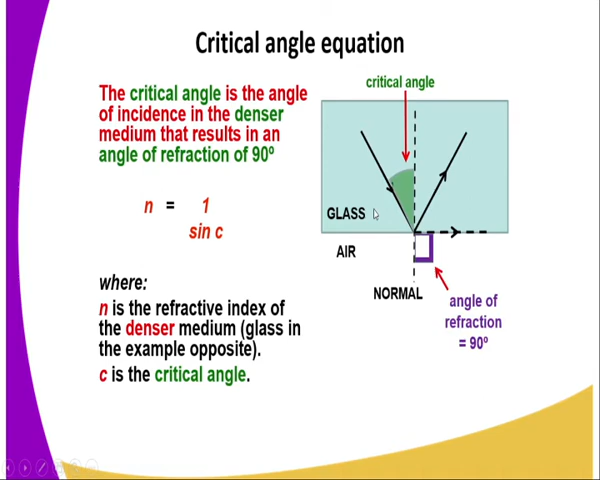 Critical angle equation
The critical angle is the angle
of incidence in the denser
medium that results in an
angle of refraction of 90º
n = 1
sin c
where:
n is the refractive index of
the denser medium (glass in
the example opposite).
c is the critical angle.
critical angle
GLASS
AIR
NORMAL
angle of
refraction
= 90º